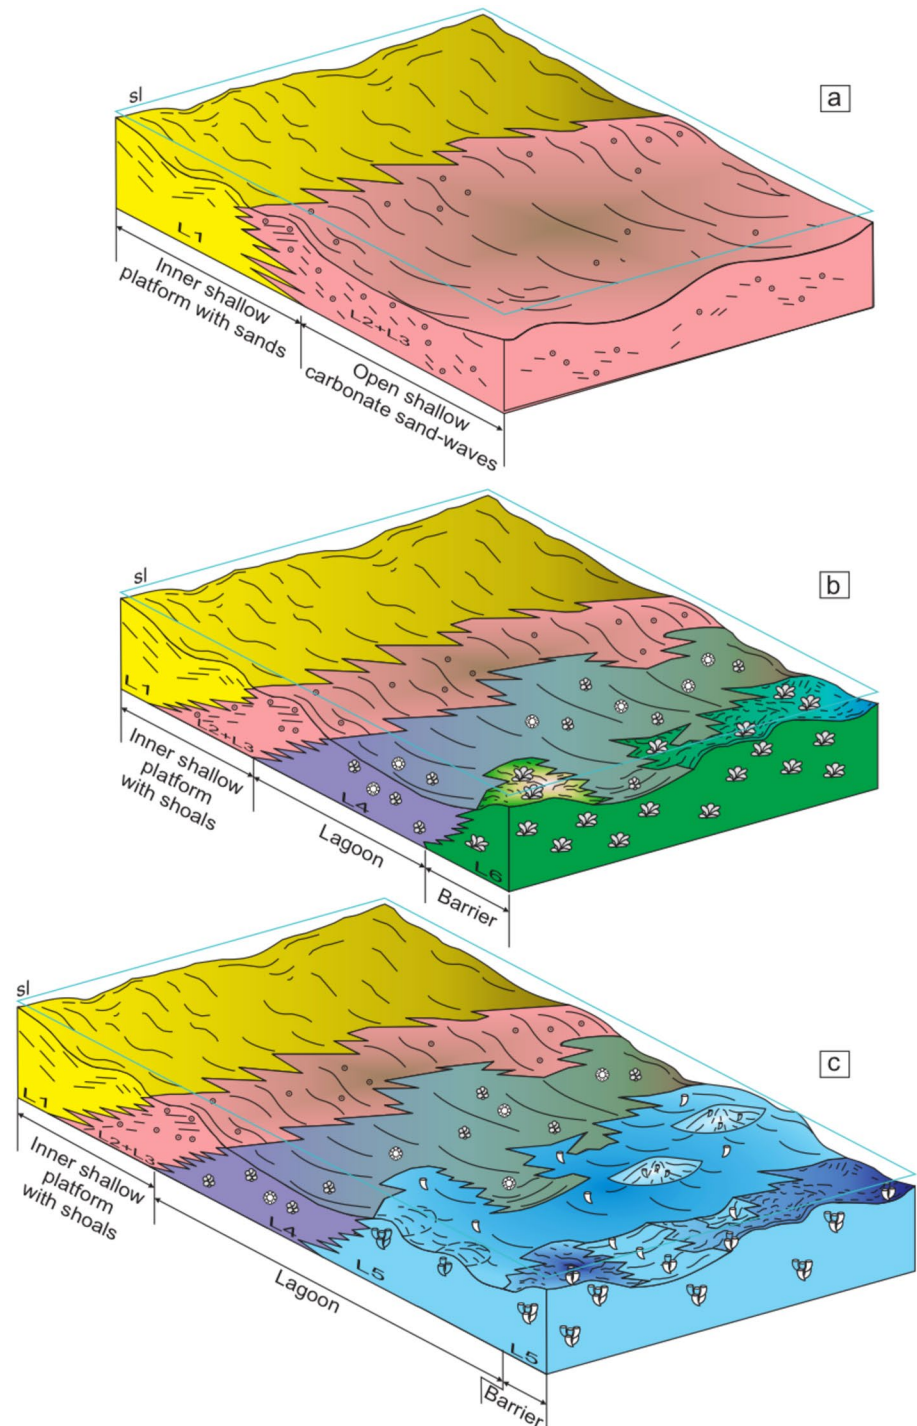 sl
a
L1
Inner shallow
platform with sands
L2+L3
Open shallow
carbonate sand-waves
sl
b
L1
L2+L3
Inner shallow
platform
with shoals
L4
Lagoon
L6
Barrier
sl
c
L1
L2+L3
Inner shallow
platform
with shoals
L4
L5
Lagoon
L5
Barrier